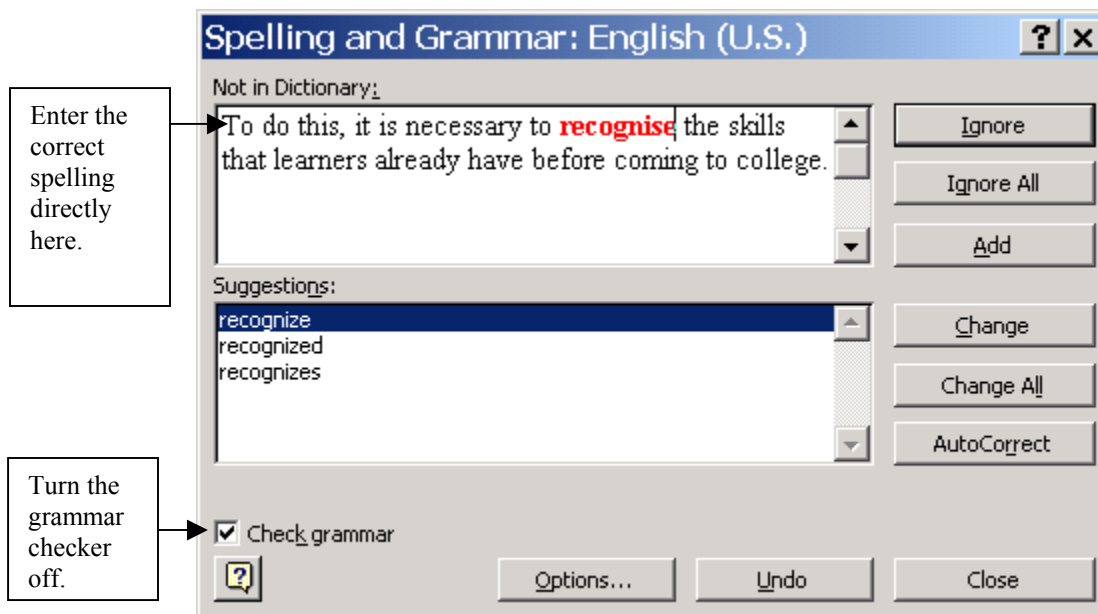 Spelling and Grammar: English (U.S.)
Not in Dictionary:
Enter the
correct
spelling
directly
here.
To do this, it is necessary to recognise the skills
that learners already have before coming to college.
Ignore
Ignore All
Add
Suggestions:
recognize
recognized
recognizes
Change
Change All
AutoCorrect
Turn the
grammar
checker
off.
Check grammar
Options...
Undo
Close